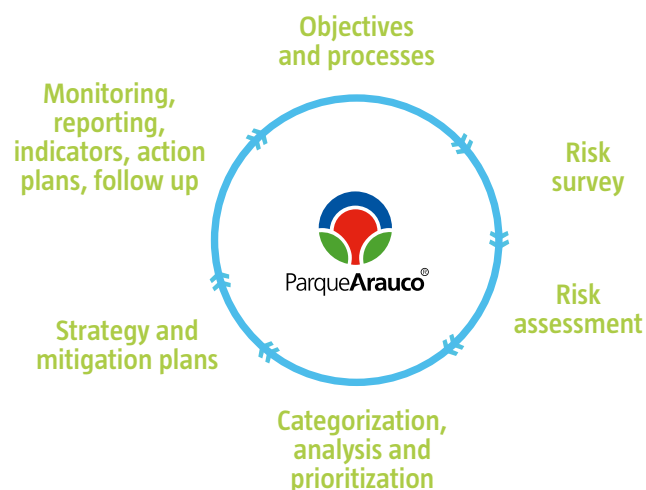 Objectives
and processes
Risk
survey
Risk
assessment
Categorization,
analysis and
prioritization
Strategy and
mitigation plans
Monitoring,
reporting,
indicators, action
plans, follow up
ParqueArauco®